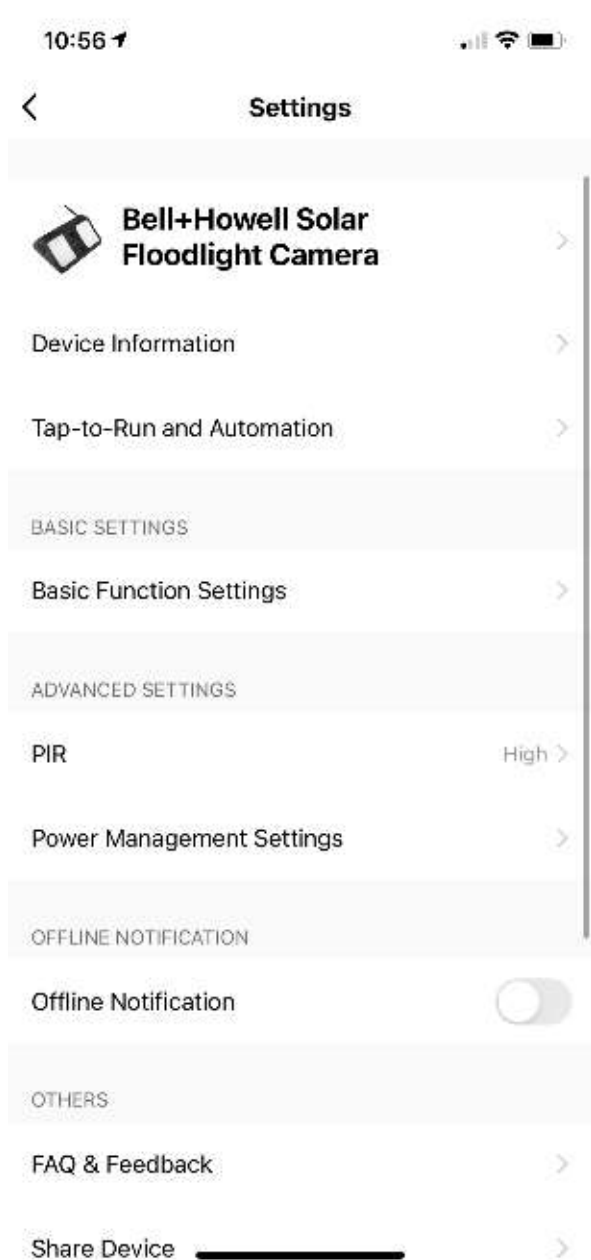 10:56
Settings
Bell+Howell Solar
Floodlight Camera
Device Information
Tap-to-Run and Automation
BASIC SETTINGS
Basic Function Settings
ADVANCED SETTINGS
PIR
High
Power Management Settings
OFFLINE NOTIFICATION
Offline Notification
OTHERS
FAQ & Feedback
Share Device